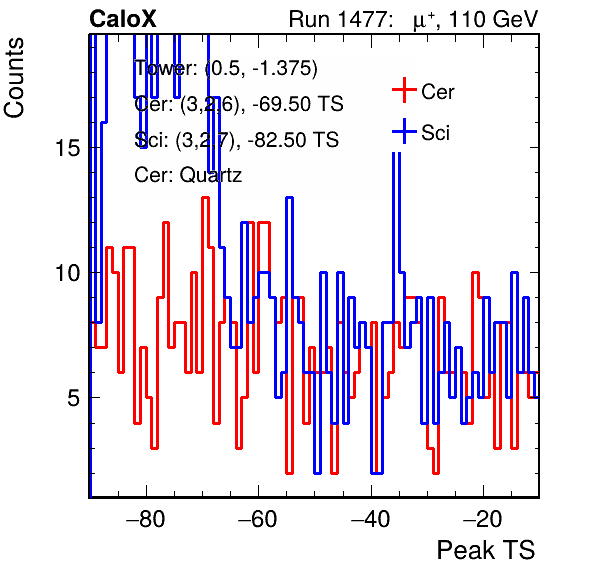 CaloX Run 1477: μ⁺, 110 GeV
Counts
Tower: (0.5, -1.375)
Cer: (3,2,6), -69.50 TS
Sci: (3,2,7), -82.50 TS
Cer: Quartz
Cer
Sci
15
10
5
−80 −60 −40 −20
Peak TS